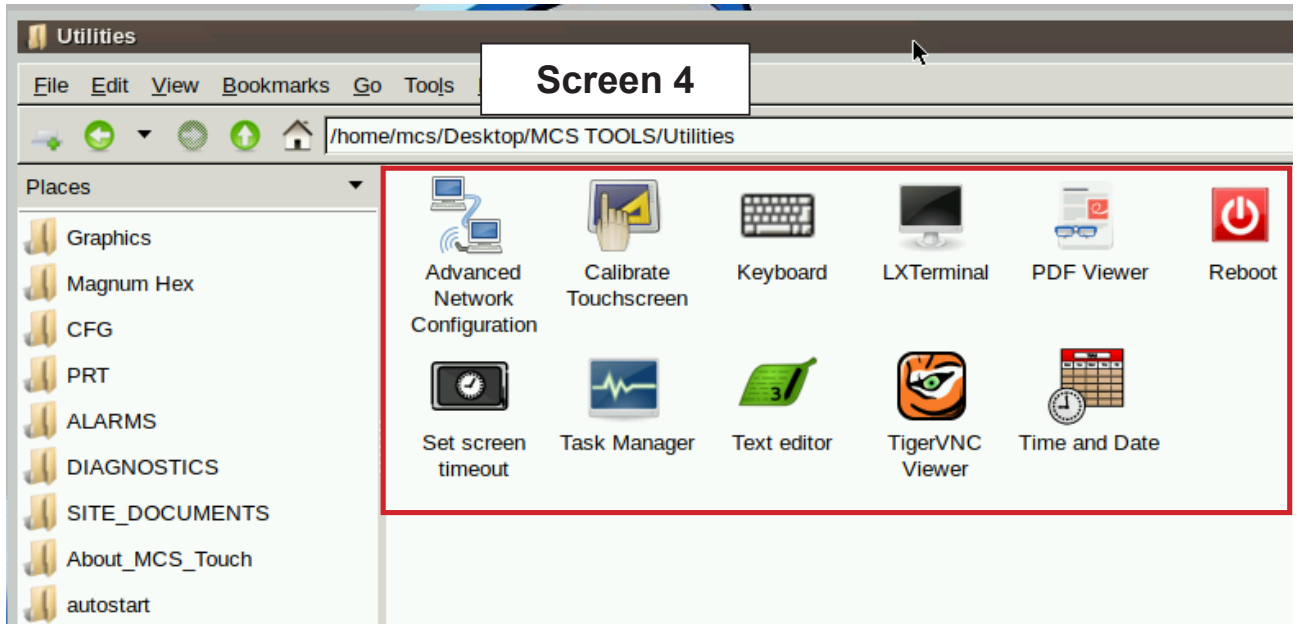 Utilities
File Edit View Bookmarks Go Tools
Screen 4
/home/mcs/Desktop/MCS TOOLS/Utilities
Places
Graphics
Magnum Hex
CFG
PRT
ALARMS
DIAGNOSTICS
SITE_DOCUMENTS
About_MCS_Touch
autostart
Advanced
Network
Configuration
Calibrate
Touchscreen
Keyboard
LXTerminal
PDF Viewer
Reboot
Set screen
timeout
Task Manager
Text editor
TigerVNC
Viewer
Time and Date